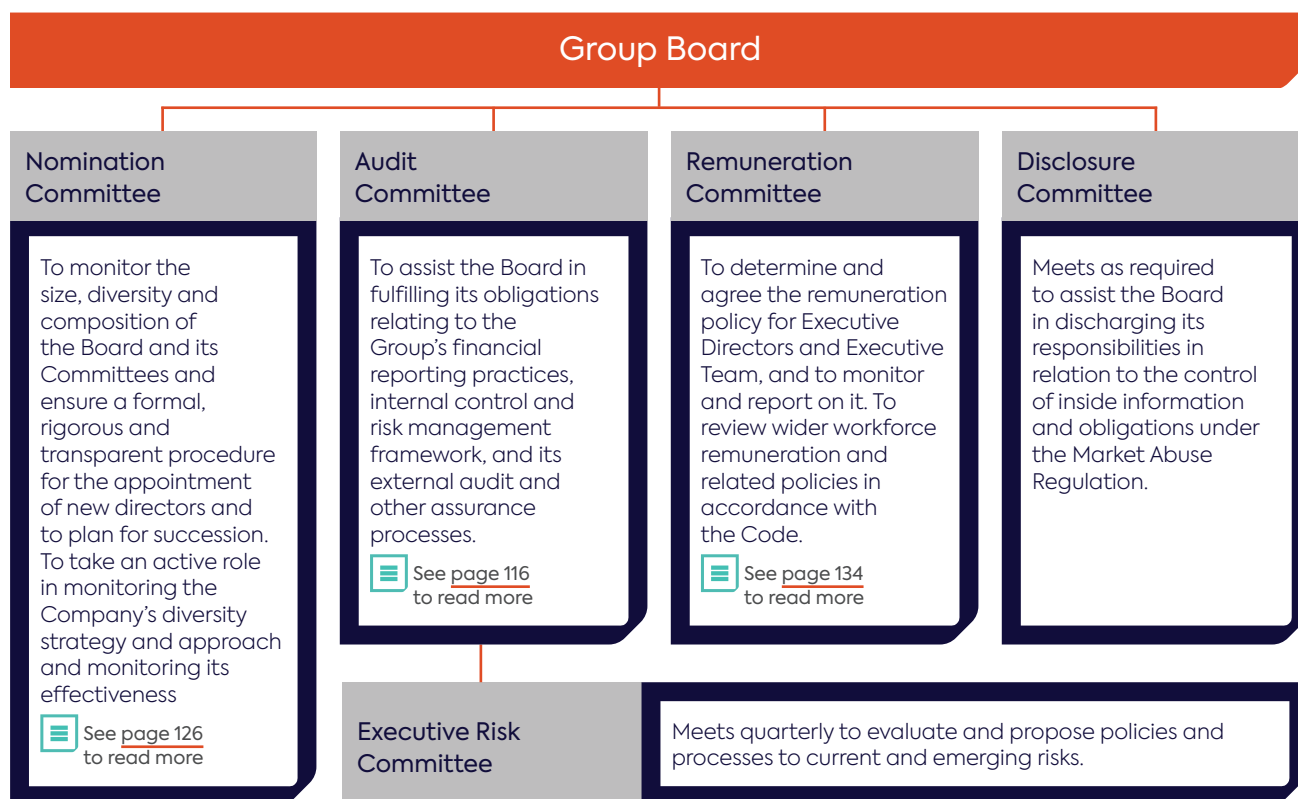 Group Board
Nomination
Committee
To monitor the
size, diversity and
composition of
the Board and its
Committees and
ensure a formal,
rigorous and
transparent procedure
for the appointment
of new directors and
to plan for succession.
To take an active role
in monitoring the
Company’s diversity
strategy and approach
and monitoring its
effectiveness
See page 126
to read more
Audit
Committee
To assist the Board in
fulfilling its obligations
relating to the
Group’s financial
reporting practices,
internal control and
risk management
framework, and its
external audit and
other assurance
processes.
See page 116
to read more
Remuneration
Committee
To determine and
agree the remuneration
policy for Executive
Directors and Executive
Team, and to monitor
and report on it. To
review wider workforce
remuneration and
related policies in
accordance with
the Code.
See page 134
to read more
Disclosure
Committee
Meets as required
to assist the Board
in discharging its
responsibilities in
relation to the control
of inside information
and obligations under
the Market Abuse
Regulation.
Executive Risk
Committee
Meets quarterly to evaluate and propose policies and
processes to current and emerging risks.